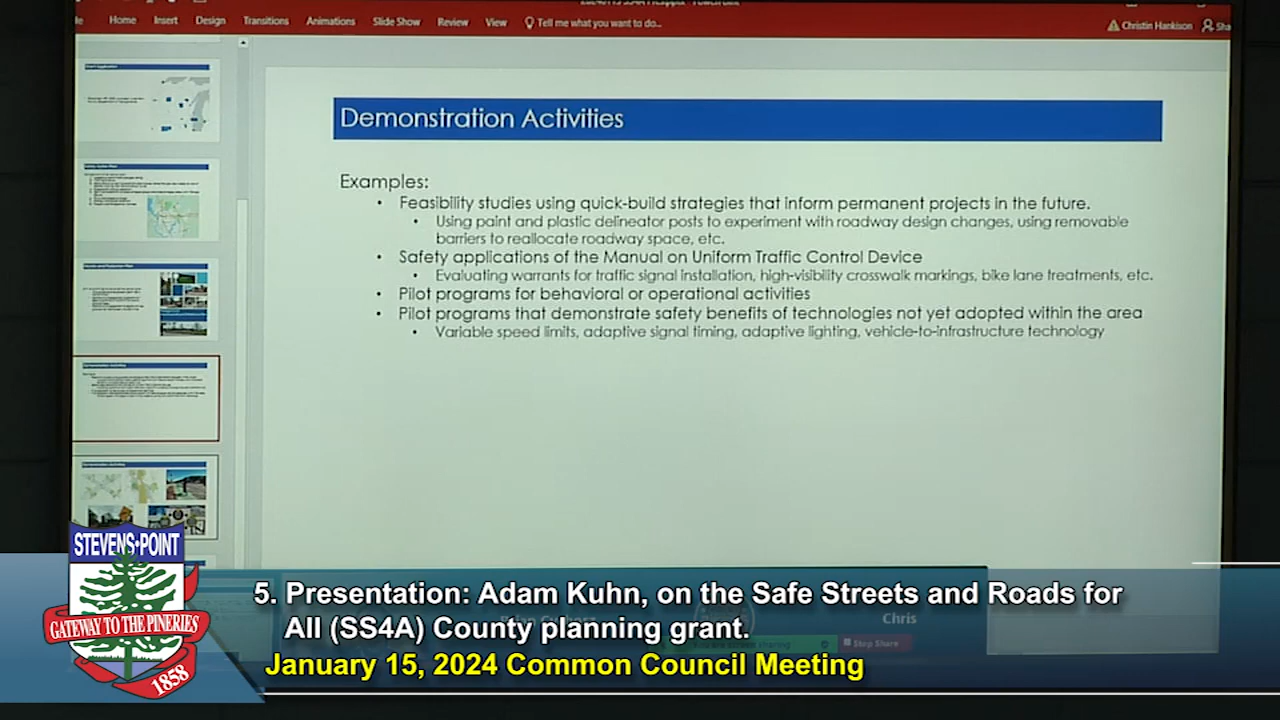 Home Insert Design Transitions Animations Slide Show Review View Tell me what you want to do...
Christin Hankison
Demonstration Activities
Examples:
• Feasibility studies using quick-build strategies that inform permanent projects in the future.
• Using paint and plastic delineator posts to experiment with roadway design changes, using removable
barriers to reallocate roadway space, etc.
• Safety applications of the Manual on Uniform Traffic Control Device
• Evaluating warrants for traffic signal installation, high-visibility crosswalk markings, bike lane treatments, etc.
• Pilot programs for behavioral or operational activities
• Pilot programs that demonstrate safety benefits of technologies not yet adopted within the area
• Variable speed limits, adaptive signal timing, adaptive lighting, vehicle-to-infrastructure technology
STEVENS•POINT
GATEWAY TO THE PINERIES
1858
5. Presentation: Adam Kuhn, on the Safe Streets and Roads for
All (SS4A) County planning grant.
Chris
Stop Share
January 15, 2024 Common Council Meeting